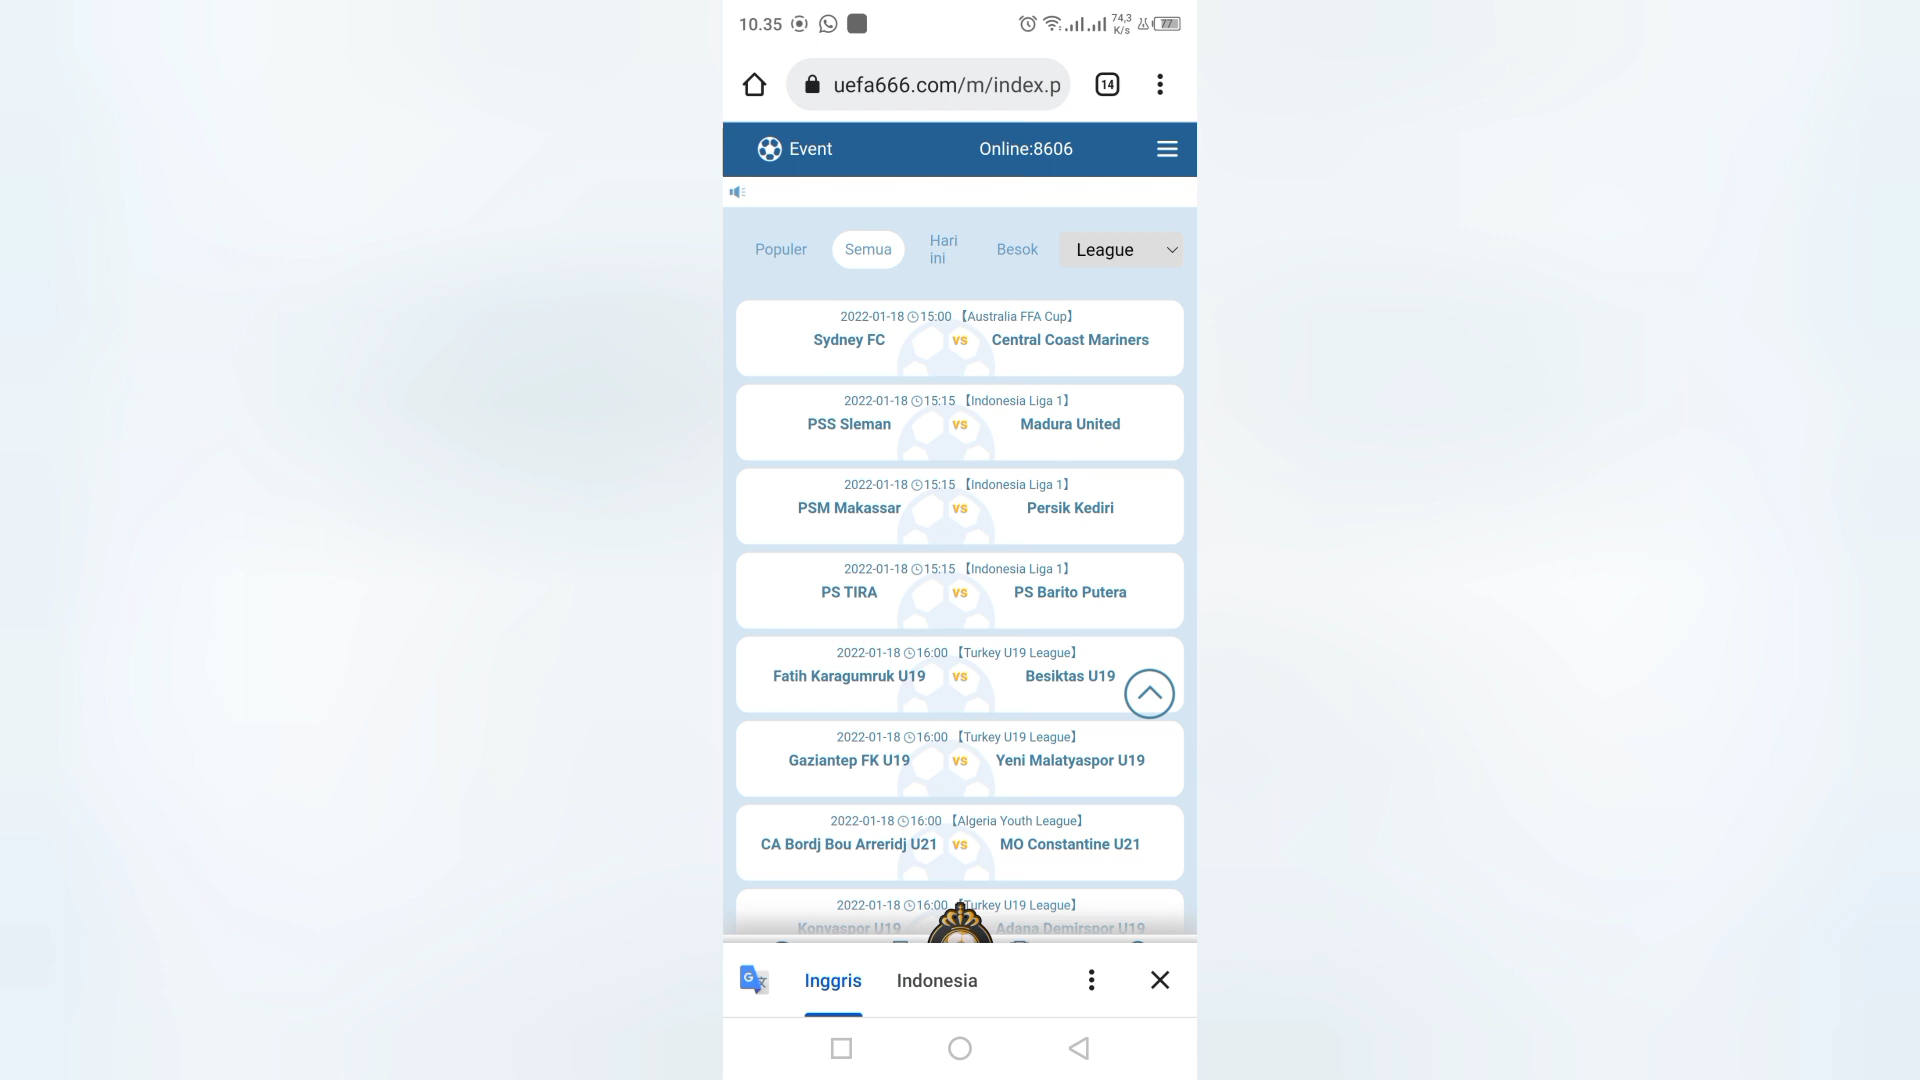 10.35 74,3 K/s 77
uefa666.com/m/index.p 14
Event Online:8606
Populer Semua Hari ini Besok League
2022-01-18 15:00 【Australia FFA Cup】
Sydney FC vs Central Coast Mariners
2022-01-18 15:15 【Indonesia Liga 1】
PSS Sleman vs Madura United
2022-01-18 15:15 【Indonesia Liga 1】
PSM Makassar vs Persik Kediri
2022-01-18 15:15 【Indonesia Liga 1】
PS TIRA vs PS Barito Putera
2022-01-18 16:00 【Turkey U19 League】
Fatih Karagumruk U19 vs Besiktas U19
2022-01-18 16:00 【Turkey U19 League】
Gaziantep FK U19 vs Yeni Malatyaspor U19
2022-01-18 16:00 【Algeria Youth League】
CA Bordj Bou Arreridj U21 vs MO Constantine U21
2022-01-18 16:00 【Turkey U19 League】
Konyaspor U19 Adana Demirspor U19
Inggris Indonesia